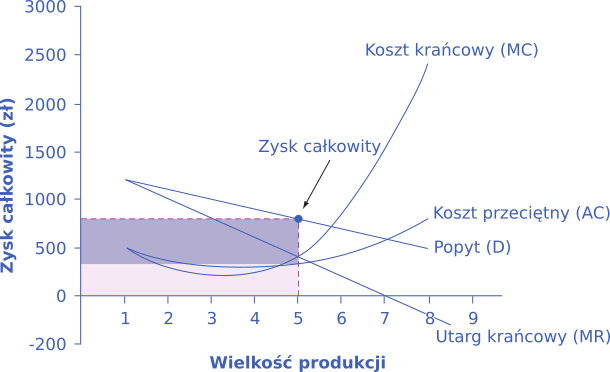 3000
2500
2000
1500
1000
500
0
-200
Zysk całkowity (zł)
Koszt krańcowy (MC)
Zysk całkowity
Koszt przeciętny (AC)
Popyt (D)
Utarg krańcowy (MR)
1 2 3 4 5 6 7 8 9
Wielkość produkcji